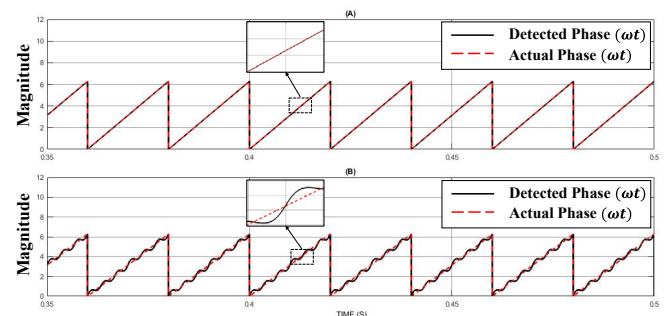 (A)
12
10
8
6
4
2
0
Magnitude
Detected Phase (ωt)
Actual Phase (ωt)
0.35
0.4
0.45
0.5
(B)
12
10
8
6
4
2
0
Magnitude
Detected Phase (ωt)
Actual Phase (ωt)
0.35
0.4
0.45
0.5
TIME (S)